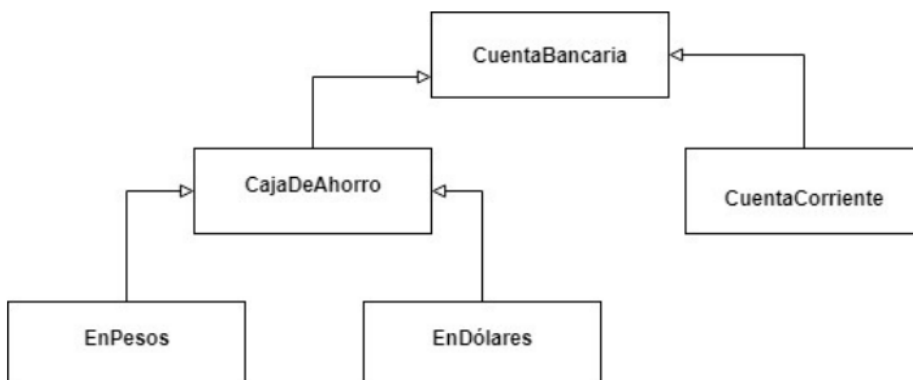 CuentaBancaria
CajaDeAhorro
CuentaCorriente
EnPesos
EnDólares